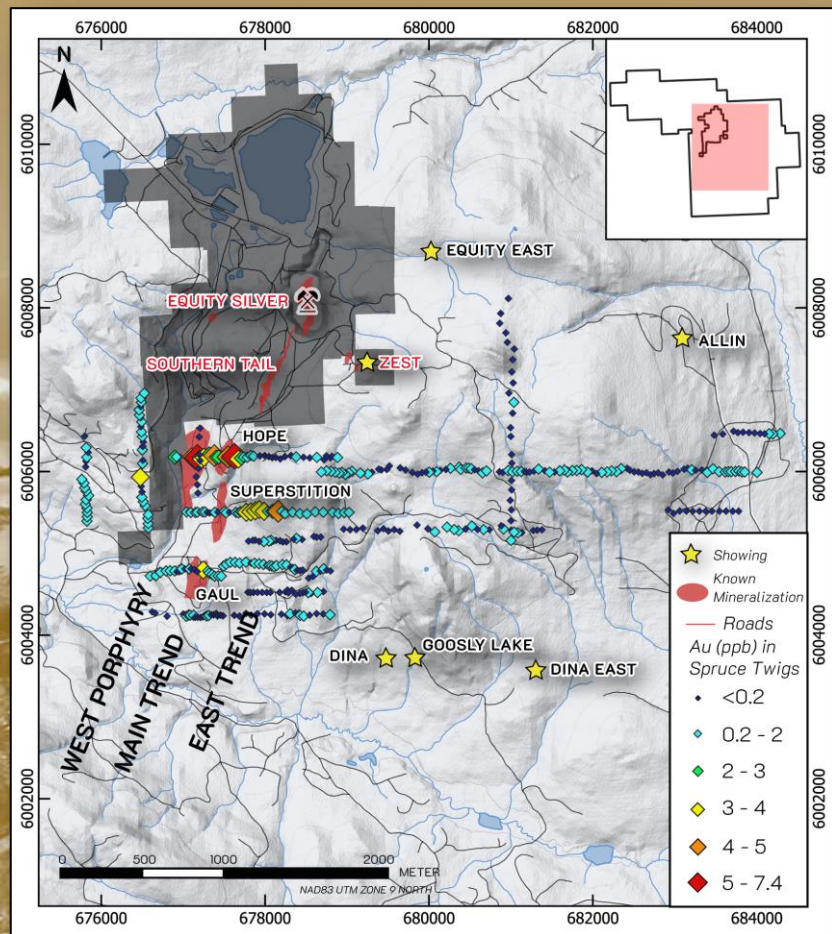 676000 678000 680000 682000 684000
N
6010000
6010000
EQUITY EAST
6008000
EQUITY SILVER
6008000
ALLIN
SOUTHERN TAIL
ZEST
HOPE
6006000
6006000
SUPERSTITION
GAUL
6004000
6004000
WEST PORPHYRY
MAIN TREND
EAST TREND
DINA
GOOSLY LAKE
DINA EAST
6002000
6002000
Showing
Known
Mineralization
Roads
Au (ppb) in
Spruce Twigs
<0.2
0.2 - 2
2 - 3
3 - 4
4 - 5
5 - 7.4
0 500 1000 2000
METER
NAD83 UTM ZONE 9 NORTH
676000 678000 680000 682000 684000